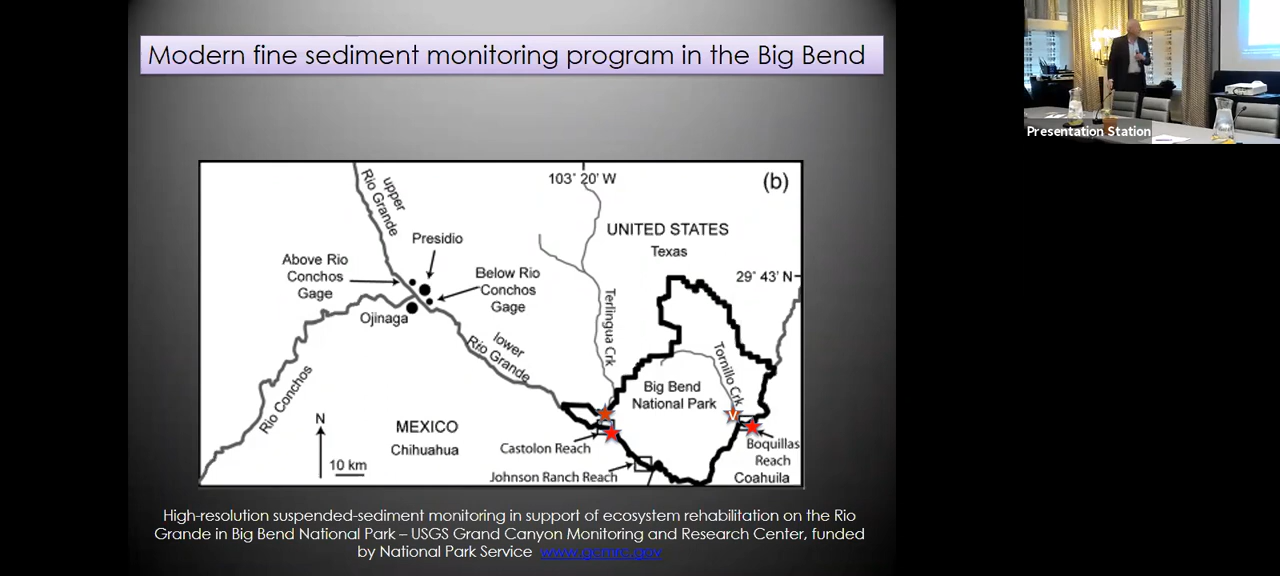 Modern fine sediment monitoring program in the Big Bend
Presentation Station
103° 20' W
(b)
upper
Rio Grande
UNITED STATES
Texas
Presidio
Above Rio
Conchos
Gage
Below Rio
Conchos
Gage
29° 43' N
Ojinaga
Terlingua Crk
lower
Rio Grande
Tornillo Crk
Rio Conchos
Big Bend
National Park
N
MEXICO
Chihuahua
10 km
Castolon Reach
Boquillas
Reach
Johnson Ranch Reach
Coahuila
High-resolution suspended-sediment monitoring in support of ecosystem rehabilitation on the Rio
Grande in Big Bend National Park – USGS Grand Canyon Monitoring and Research Center, funded
by National Park Service www.gcmrc.gov